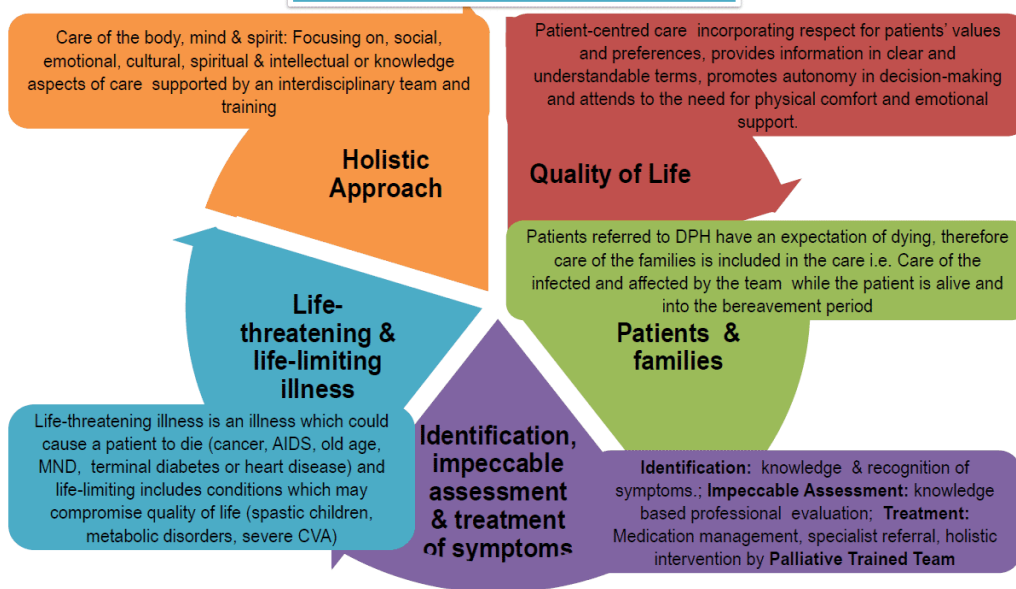 Care of the body, mind & spirit: Focusing on, social,
emotional, cultural, spiritual & intellectual or knowledge
aspects of care supported by an interdisciplinary team and
training
Holistic
Approach
Patient-centred care incorporating respect for patients' values
and preferences, provides information in clear and
understandable terms, promotes autonomy in decision-making
and attends to the need for physical comfort and emotional
support.
Quality of Life
Patients referred to DPH have an expectation of dying, therefore
care of the families is included in the care i.e. Care of the
infected and affected by the team while the patient is alive and
into the bereavement period
Patients &
families
Life-
threatening &
life-limiting
illness
Life-threatening illness is an illness which could
cause a patient to die (cancer, AIDS, old age,
MND, terminal diabetes or heart disease) and
life-limiting includes conditions which may
compromise quality of life (spastic children,
metabolic disorders, severe CVA)
Identification,
impeccable
assessment
& treatment
of symptoms
Identification: knowledge & recognition of
symptoms.; Impeccable Assessment: knowledge
based professional evaluation; Treatment:
Medication management, specialist referral, holistic
intervention by Palliative Trained Team